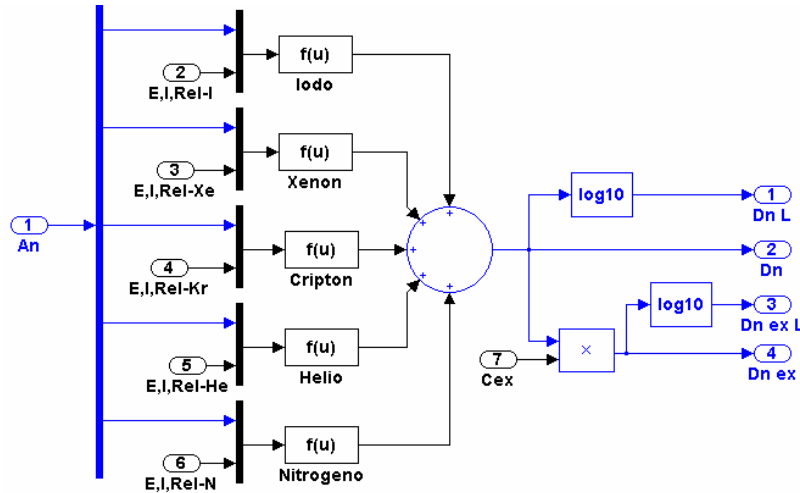 f(u)
2
Iodo
E,I,Rel-I
f(u)
3
Xenon
E,I,Rel-Xe
log10
1
Dn L
1
An
f(u)
2
Dn
4
Cripton
E,I,Rel-Kr
log10
3
Dn ex L
f(u)
×
7
4
5
Helio
Cex
Dn ex
E,I,Rel-He
f(u)
6
Nitrogeno
E,I,Rel-N
+
+
+
+
+